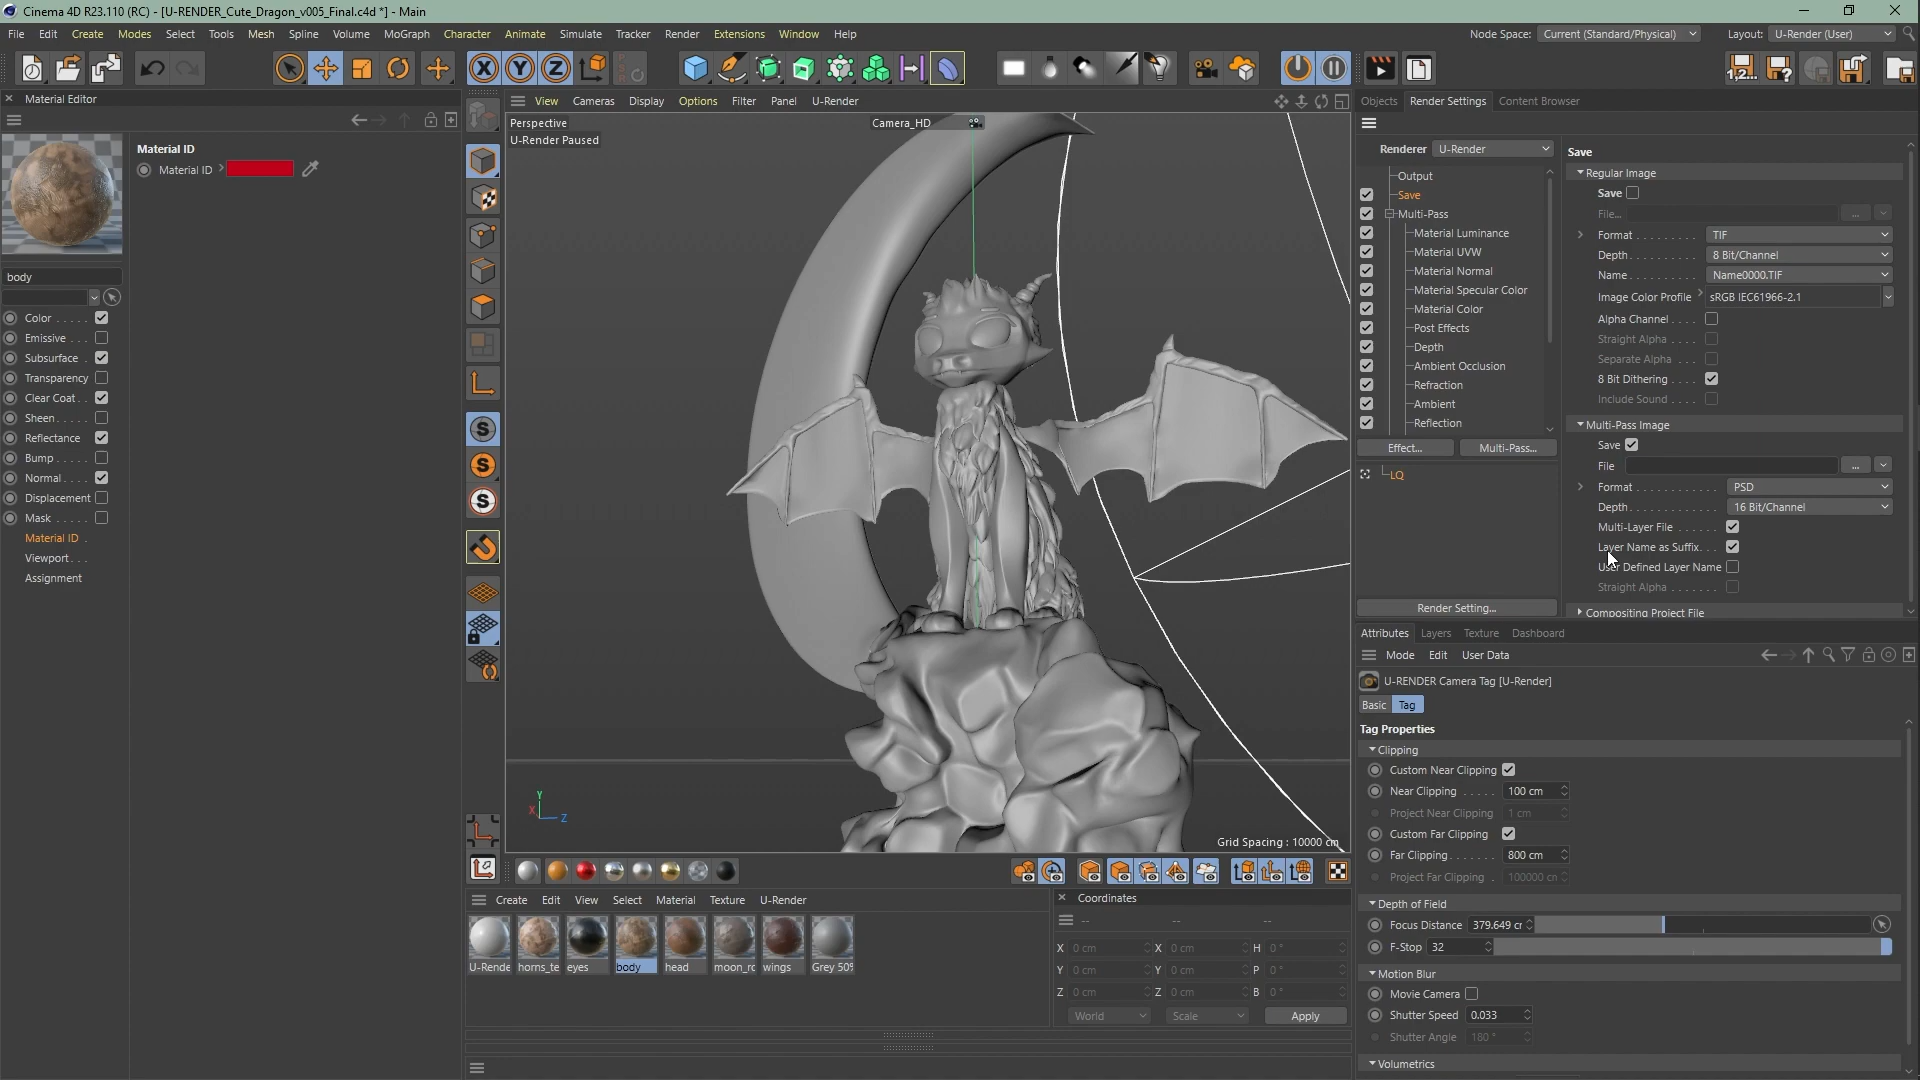 Cinema 4D R23.110 (RC) - [U-RENDER_Cute_Dragon_v005_Final.c4d *] - Main
File Edit Create Modes Select Tools Mesh Spline Volume MoGraph Character Animate Simulate Tracker Render Extensions Window Help
Node Space: Current (Standard/Physical) Layout: U-Render (User)
Material Editor
Material ID
Material ID
body
Color . . . . .
Emissive . . .
Subsurface .
Transparency
Clear Coat . .
Sheen . . . . .
Reflectance
Bump . . . . .
Normal . . . .
Displacement
Mask . . . . .
Material ID .
Viewport . . .
Assignment
View Cameras Display Options Filter Panel U-Render
Perspective
Camera_HD
U-Render Paused
Y
X
Z
Grid Spacing : 10000 cm
Create Edit View Select Material Texture U-Render
U-Rende horns_te eyes body head moon_rc wings Grey 50%
Coordinates
-- -- --
X 0 cm X 0 cm H 0 °
Y 0 cm Y 0 cm P 0 °
Z 0 cm Z 0 cm B 0 °
World Scale Apply
Objects Render Settings Content Browser
Renderer U-Render
Output
Save
Multi-Pass
Material Luminance
Material UVW
Material Normal
Material Specular Color
Material Color
Post Effects
Depth
Ambient Occlusion
Refraction
Ambient
Reflection
Effect... Multi-Pass...
LQ
Render Setting...
Save
Regular Image
Save
File...
Format . . . . . . . . . TIF
Depth. . . . . . . . . . 8 Bit/Channel
Name. . . . . . . . . . Name0000.TIF
Image Color Profile sRGB IEC61966-2.1
Alpha Channel . . . .
Straight Alpha . . . .
Separate Alpha . . . .
8 Bit Dithering . . . .
Include Sound . . . .
Multi-Pass Image
Save
File ...
Format . . . . . . . . . . . . PSD
Depth. . . . . . . . . . . . . 16 Bit/Channel
Multi-Layer File . . . . . .
Layer Name as Suffix. . .
User Defined Layer Name
Straight Alpha . . . . . . .
Compositing Project File
Attributes Layers Texture Dashboard
Mode Edit User Data
U-RENDER Camera Tag [U-Render]
Basic Tag
Tag Properties
Clipping
Custom Near Clipping
Near Clipping . . . . . 100 cm
Project Near Clipping 1 cm
Custom Far Clipping
Far Clipping. . . . . . . 800 cm
Project Far Clipping . 100000 cm
Depth of Field
Focus Distance 379.649 cr
F-Stop 32
Motion Blur
Movie Camera
Shutter Speed 0.033
Shutter Angle 180 °
Volumetrics